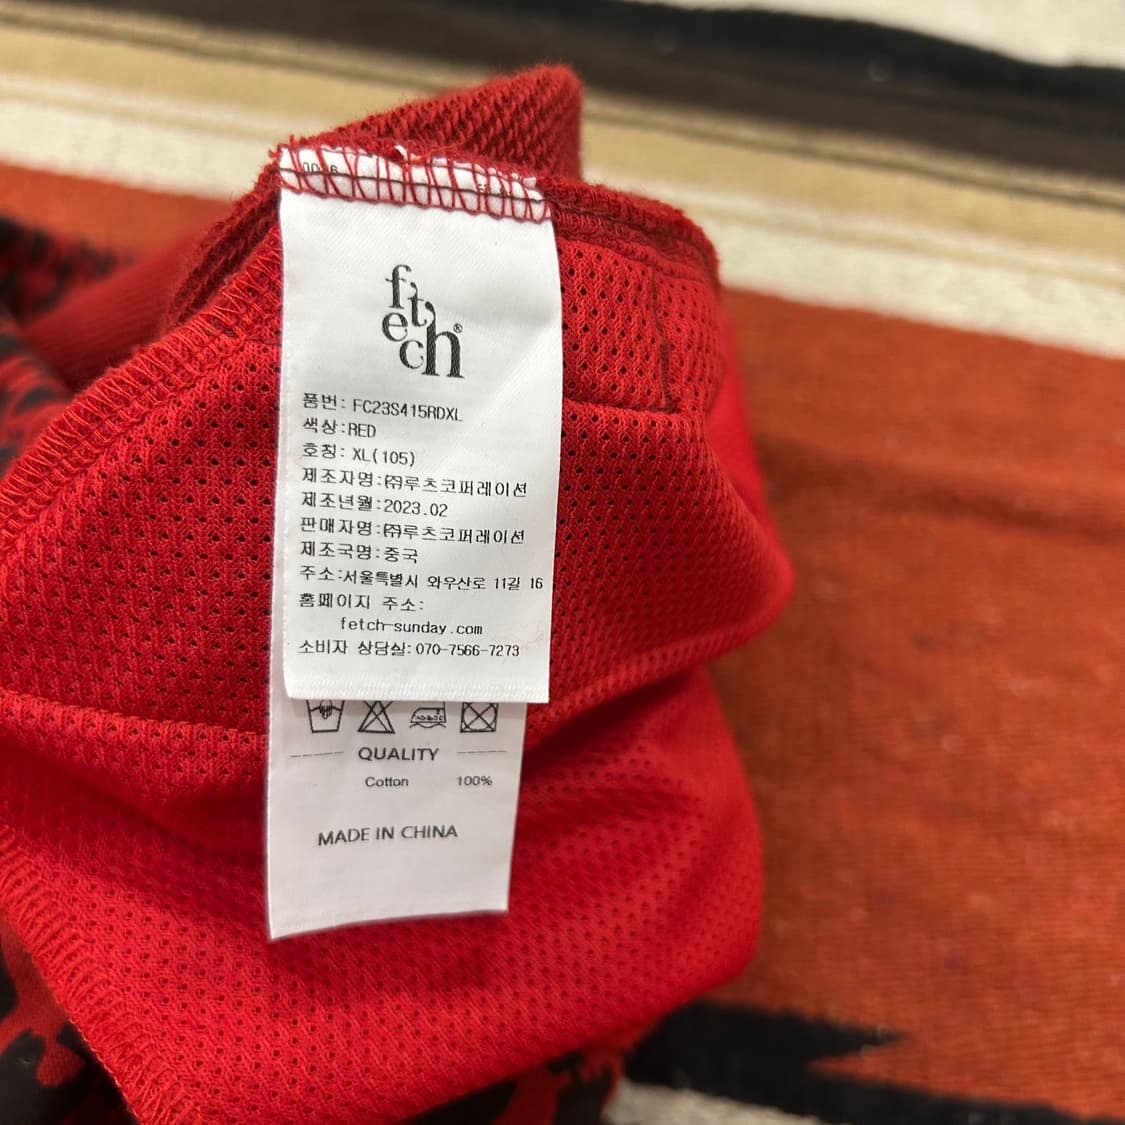 fetch®
품번: FC23S415RDXL
색상:RED
호칭: XL(105)
제조자명:㈜루츠코퍼레이션
제조년월:2023.02
판매자명:㈜루츠코퍼레이션
제조국명:중국
주소:서울특별시 와우산로 11길 16
홈페이지 주소:
fetch-sunday.com
소비자 상담실:070-7566-7273
QUALITY
Cotton 100%
MADE IN CHINA